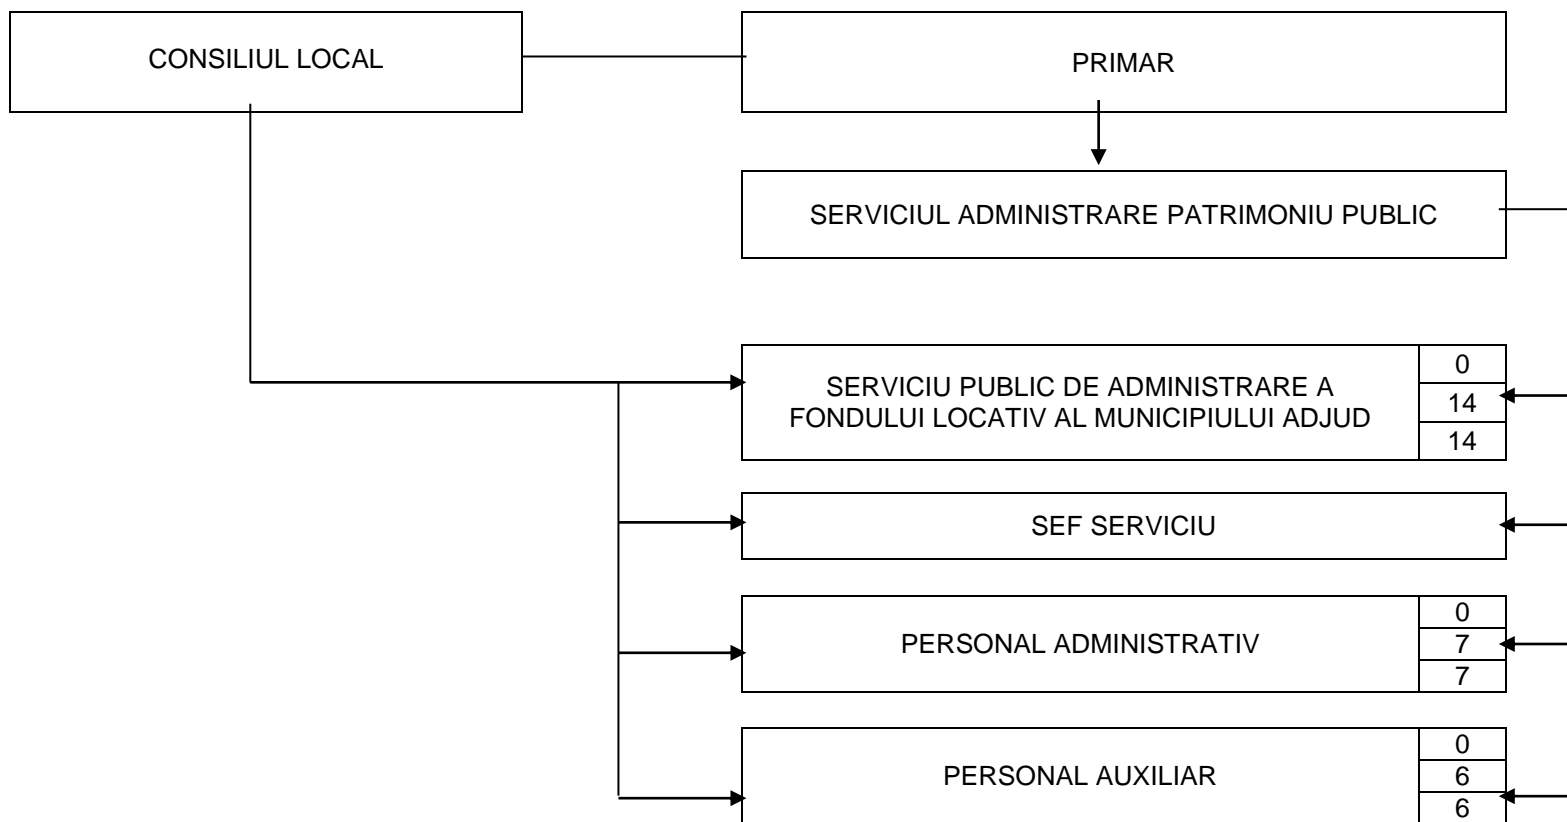 CONSILIUL LOCAL
PRIMAR
SERVICIUL ADMINISTRARE PATRIMONIU PUBLIC
SERVICIU PUBLIC DE ADMINISTRARE A
FONDULUI LOCATIV AL MUNICIPIULUI ADJUD
0
14
14
SEF SERVICIU
PERSONAL ADMINISTRATIV
0
7
7
PERSONAL AUXILIAR
0
6
6